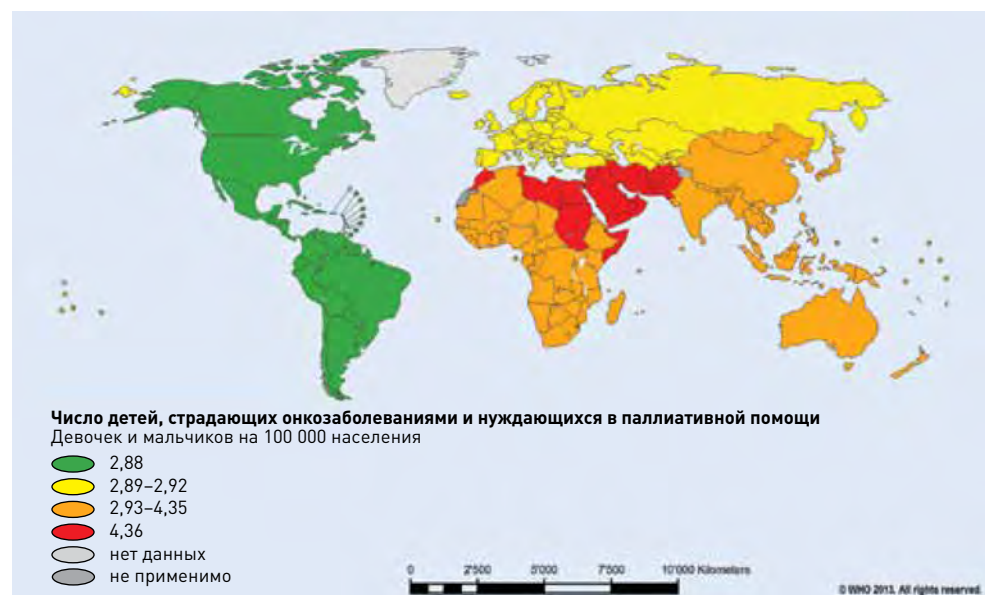 Число детей, страдающих онкозаболеваниями и нуждающихся в паллиативной помощи
Девочек и мальчиков на 100 000 населения
2,88
2,89–2,92
2,93–4,35
4,36
нет данных
не применимо
0 2'500 5'000 7'500 10'000 Kilometers
© WHO 2013. All rights reserved.